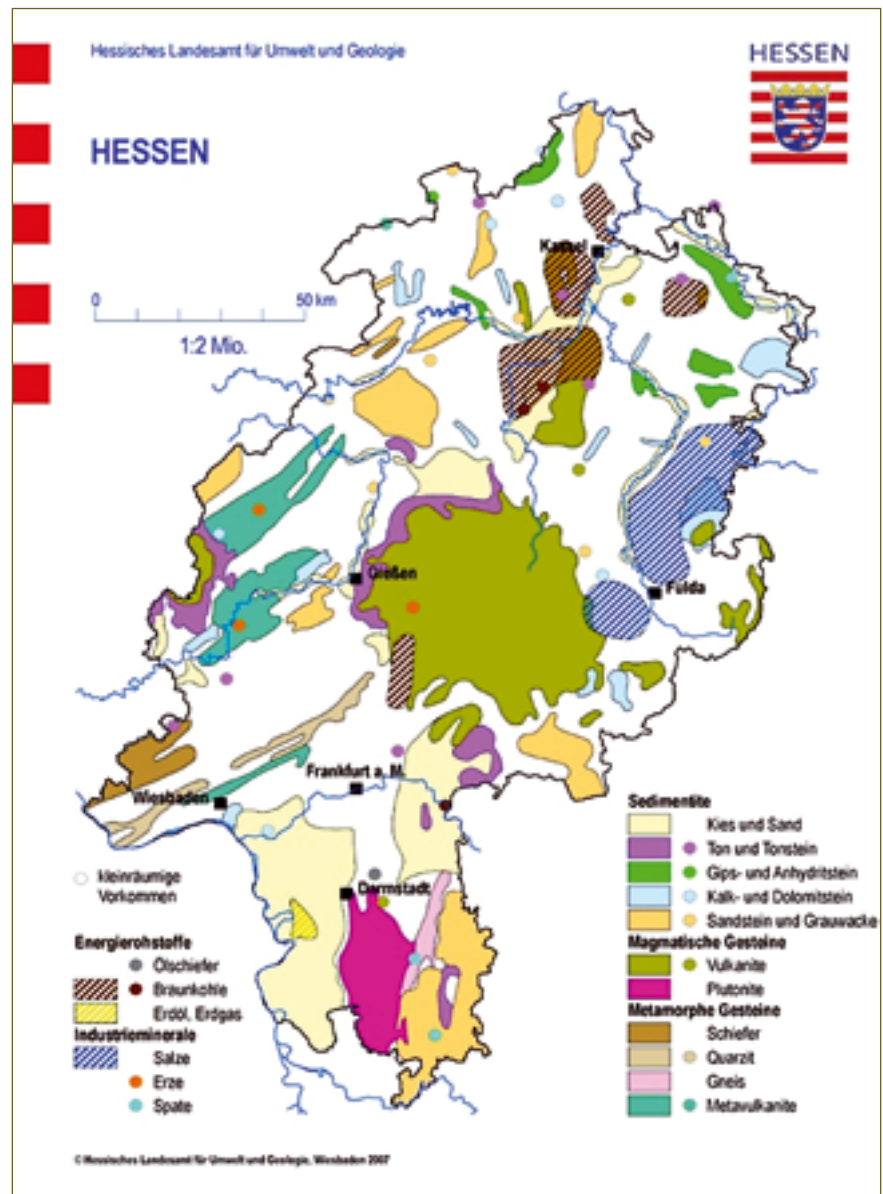 Hessisches Landesamt für Umwelt und Geologie
HESSEN
HESSEN
0 50 km
1:2 Mio.
Kassel
Gießen
Fulda
Frankfurt a. M.
Wiesbaden
Darmstadt
kleinräumige
Vorkommen
Energierohstoffe
Ölschiefer
Braunkohle
Erdöl, Erdgas
Industrieminerale
Salze
Erze
Spate
Sedimentite
Kies und Sand
Ton und Tonstein
Gips- und Anhydritstein
Kalk- und Dolomitstein
Sandstein und Grauwacke
Magmatische Gesteine
Vulkanite
Plutonite
Metamorphe Gesteine
Schiefer
Quarzit
Gneis
Metavulkanite
© Hessisches Landesamt für Umwelt und Geologie, Wiesbaden 2007